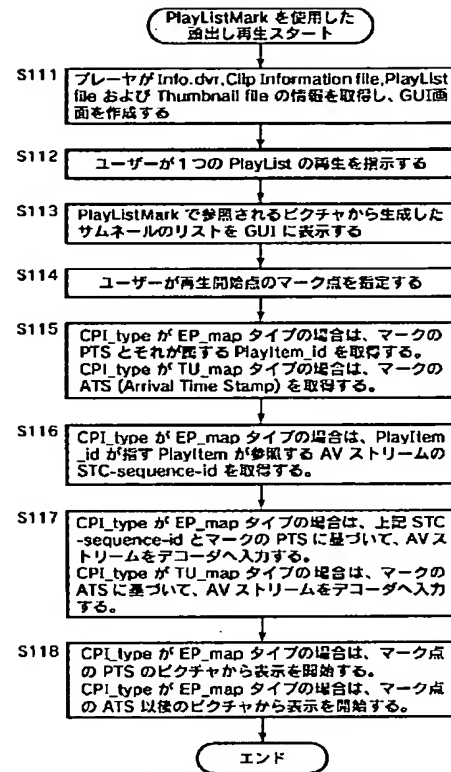 PlayListMark を使用した
頭出し再生スタート
S111
プレーヤが Info.dvr,Clip Information file,PlayList
file および Thumbnail file の情報を取得し、GUI画
面を作成する
S112
ユーザーが1つの PlayList の再生を指示する
S113
PlayListMark で参照されるピクチャから生成した
サムネールのリストを GUI に表示する
S114
ユーザーが再生開始点のマーク点を指定する
S115
CPI_type が EP_map タイプの場合は、マークの
PTS とそれが属する PlayItem_id を取得する。
CPI_type が TU_map タイプの場合は、マークの
ATS (Arrival Time Stamp) を取得する。
S116
CPI_type が EP_map タイプの場合は、PlayItem
_id が指す PlayItem が参照する AV ストリームの
STC-sequence-id を取得する。
S117
CPI_type が EP_map タイプの場合は、上記 STC
-sequence-id とマークの PTS に基づいて、AVス
トリームをデコーダへ入力する。
CPI_type が TU_map タイプの場合は、マークの
ATS に基づいて、AV ストリームをデコーダへ入力
する。
S118
CPI_type が EP_map タイプの場合は、マーク点
の PTS のピクチャから表示を開始する。
CPI_type が EP_map タイプの場合は、マーク点
の ATS 以後のピクチャから表示を開始する。
エンド